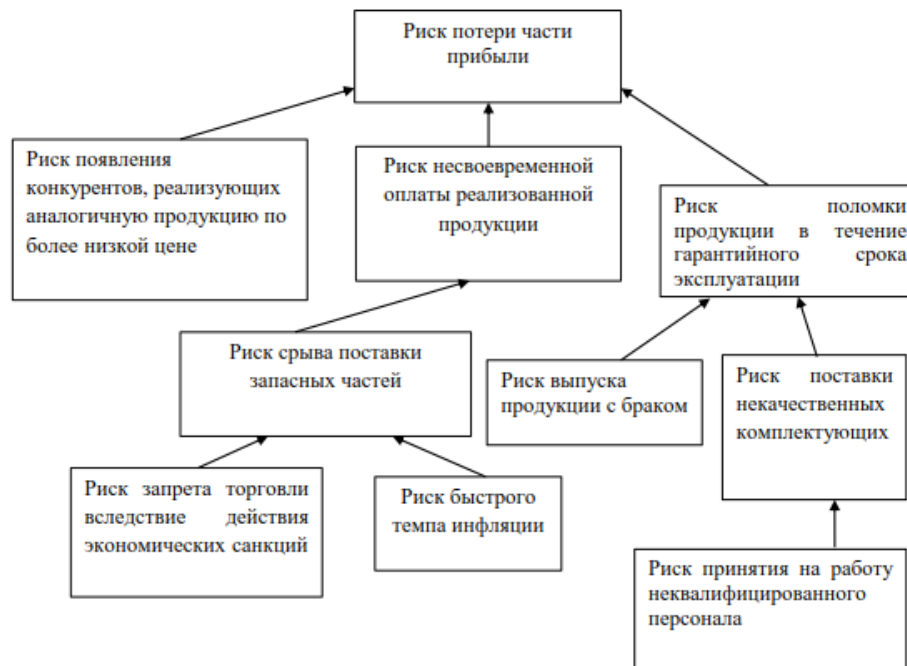 Риск потери части
прибыли
Риск появления
конкурентов, реализующих
аналогичную продукцию по
более низкой цене
Риск несвоевременной
оплаты реализованной
продукции
Риск поломки
продукции в течение
гарантийного срока
эксплуатации
Риск срыва поставки
запасных частей
Риск выпуска
продукции с браком
Риск поставки
некачественных
комплектующих
Риск запрета торговли
вследствие действия
экономических санкций
Риск быстрого
темпа инфляции
Риск принятия на работу
неквалифицированного
персонала